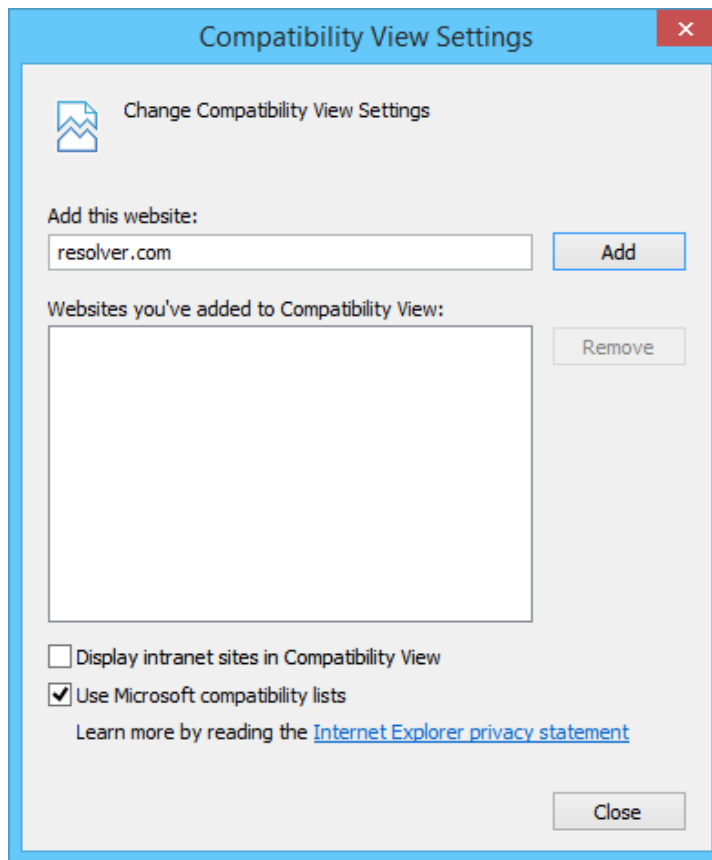 Compatibility View Settings
Change Compatibility View Settings
Add this website:
resolver.com
Add
Websites you've added to Compatibility View:
Remove
Display intranet sites in Compatibility View
Use Microsoft compatibility lists
Learn more by reading the Internet Explorer privacy statement
Close